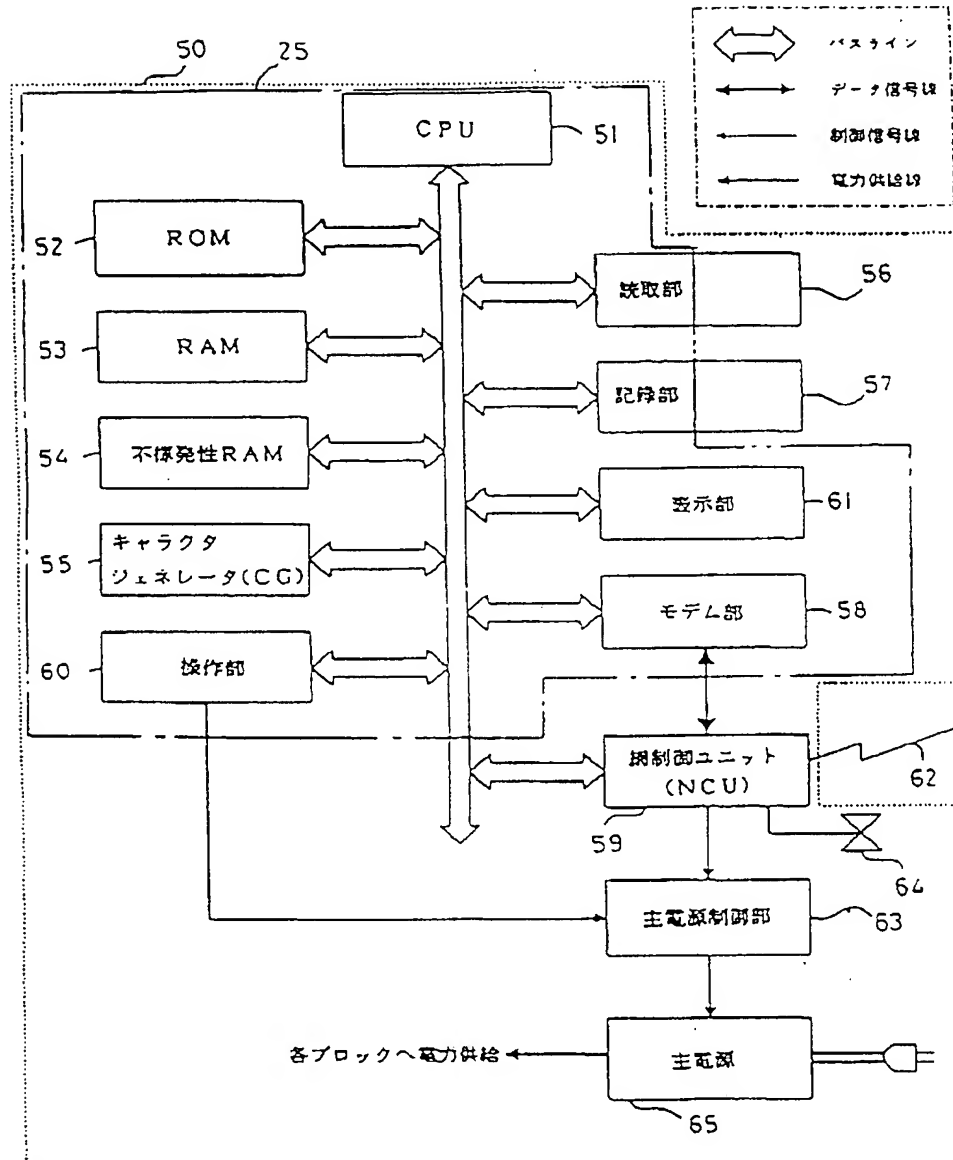 50
25
バスライン
データ信号線
制御信号線
電力供給線
CPU
51
52
ROM
53
RAM
54
不揮発性RAM
55
キャラクタ
ジェネレータ(CG)
60
操作部
読取部
56
記録部
57
表示部
61
モデム部
58
網制御ユニット
(NCU)
59
62
64
主電源制御部
63
各ブロックへ電力供給
主電源
65